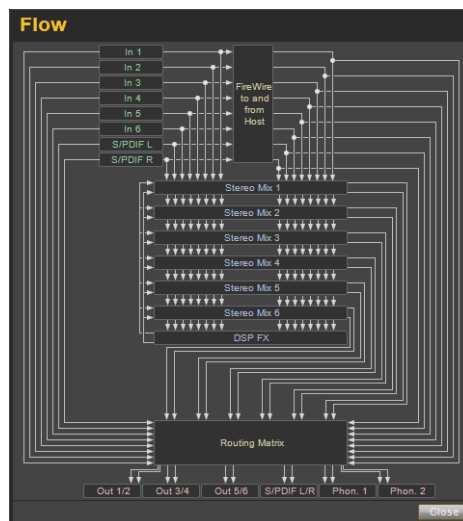 Flow
In 1
In 2
In 3
In 4
In 5
In 6
S/PDIF L
S/PDIF R
FireWire
to and
from
Host
Stereo Mix 1
Stereo Mix 2
Stereo Mix 3
Stereo Mix 4
Stereo Mix 5
Stereo Mix 6
DSP FX
Routing Matrix
Out 1/2
Out 3/4
Out 5/6
S/PDIF L/R
Phon. 1
Phon. 2
Close